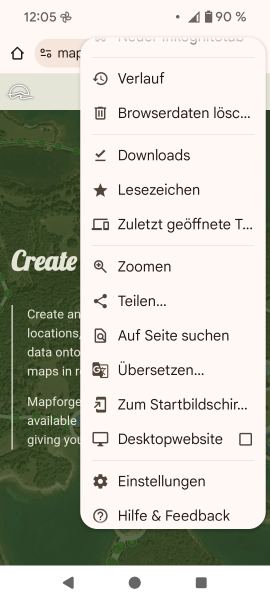 12:05
90 %
map
Neuer Inkognitotab
Verlauf
Browserdaten lösc...
Downloads
Lesezeichen
Zuletzt geöffnete T...
Zoomen
Teilen...
Auf Seite suchen
Übersetzen...
Zum Startbildschir...
Desktopwebsite
Einstellungen
Hilfe & Feedback
Create
Create an
locations,
data onto
maps in r
Mapforge
available
giving you